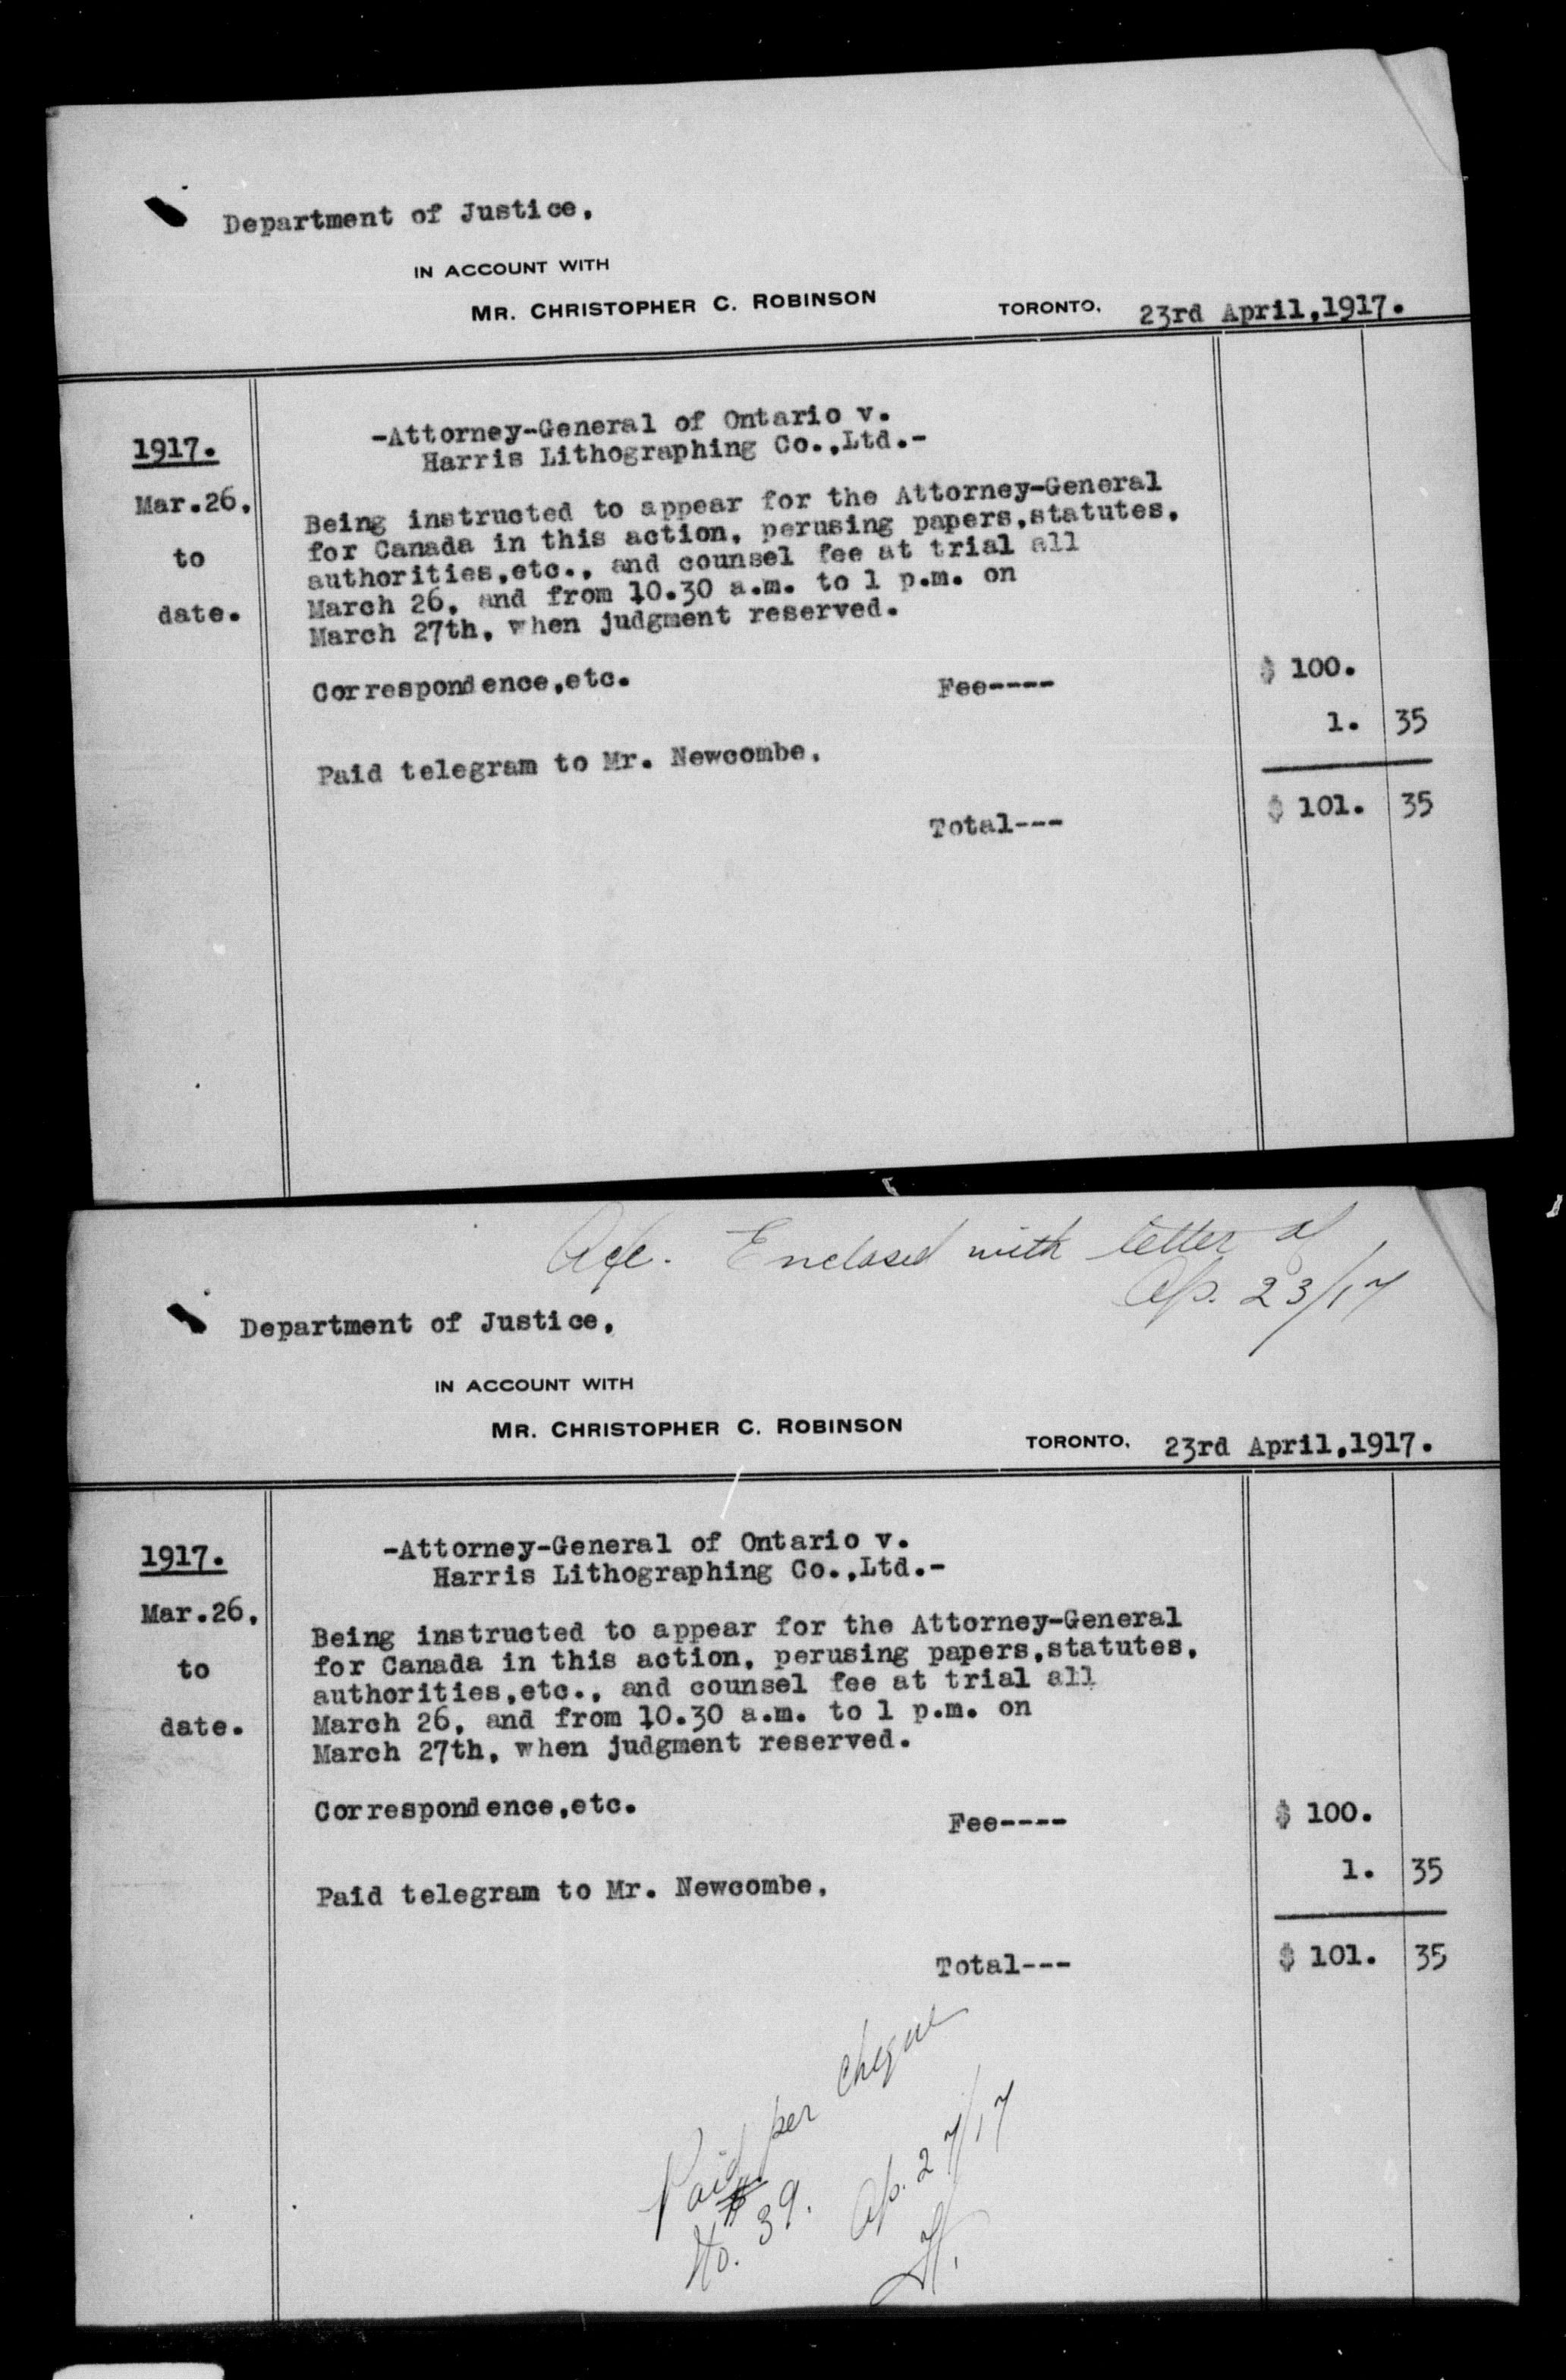 Department of Justice,
IN ACCOUNT WITH
MR. CHRISTOPHER C. ROBINSON
TORONTO, 23rd April,1917.
1917.
-Attorney-General of Ontario v.
Harris Lithographing Co.,Ltd.-
Mar.26,
to
date.
Being instructed to appear for the Attorney-General
for Canada in this action, perusing papers,statutes,
authorities,etc., and counsel fee at trial all
March 26, and from 10.30 a.m. to 1 p.m. on
March 27th, when judgment reserved.
Correspondence,etc. Fee---- $ 100.
Paid telegram to Mr. Newcombe, 1. 35
Total--- $ 101. 35
Enclosed with letter of
Ap. 23/17
Department of Justice,
IN ACCOUNT WITH
MR. CHRISTOPHER C. ROBINSON
TORONTO, 23rd April,1917.
1917.
-Attorney-General of Ontario v.
Harris Lithographing Co.,Ltd.-
Mar.26,
to
date.
Being instructed to appear for the Attorney-General
for Canada in this action, perusing papers,statutes,
authorities,etc., and counsel fee at trial all
March 26, and from 10.30 a.m. to 1 p.m. on
March 27th, when judgment reserved.
Correspondence,etc. Fee---- $ 100.
Paid telegram to Mr. Newcombe, 1. 35
Total--- $ 101. 35
Paid per cheque
No. 39. Ap. 27/17